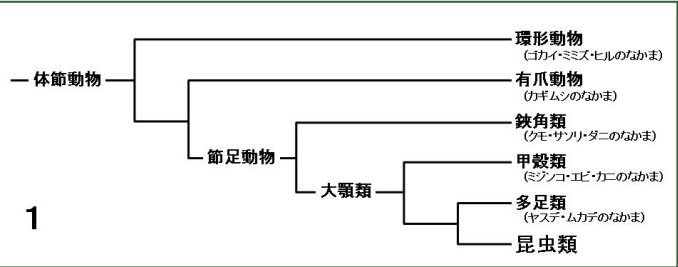 環形動物
(ゴカイ・ミミズ・ヒルのなかま)
体節動物
有爪動物
(カギムシのなかま)
鋏角類
(クモ・サソリ・ダニのなかま)
節足動物
甲殻類
(ミジンコ・エビ・カニのなかま)
大顎類
多足類
(ヤスデ・ムカデのなかま)
1
昆虫類